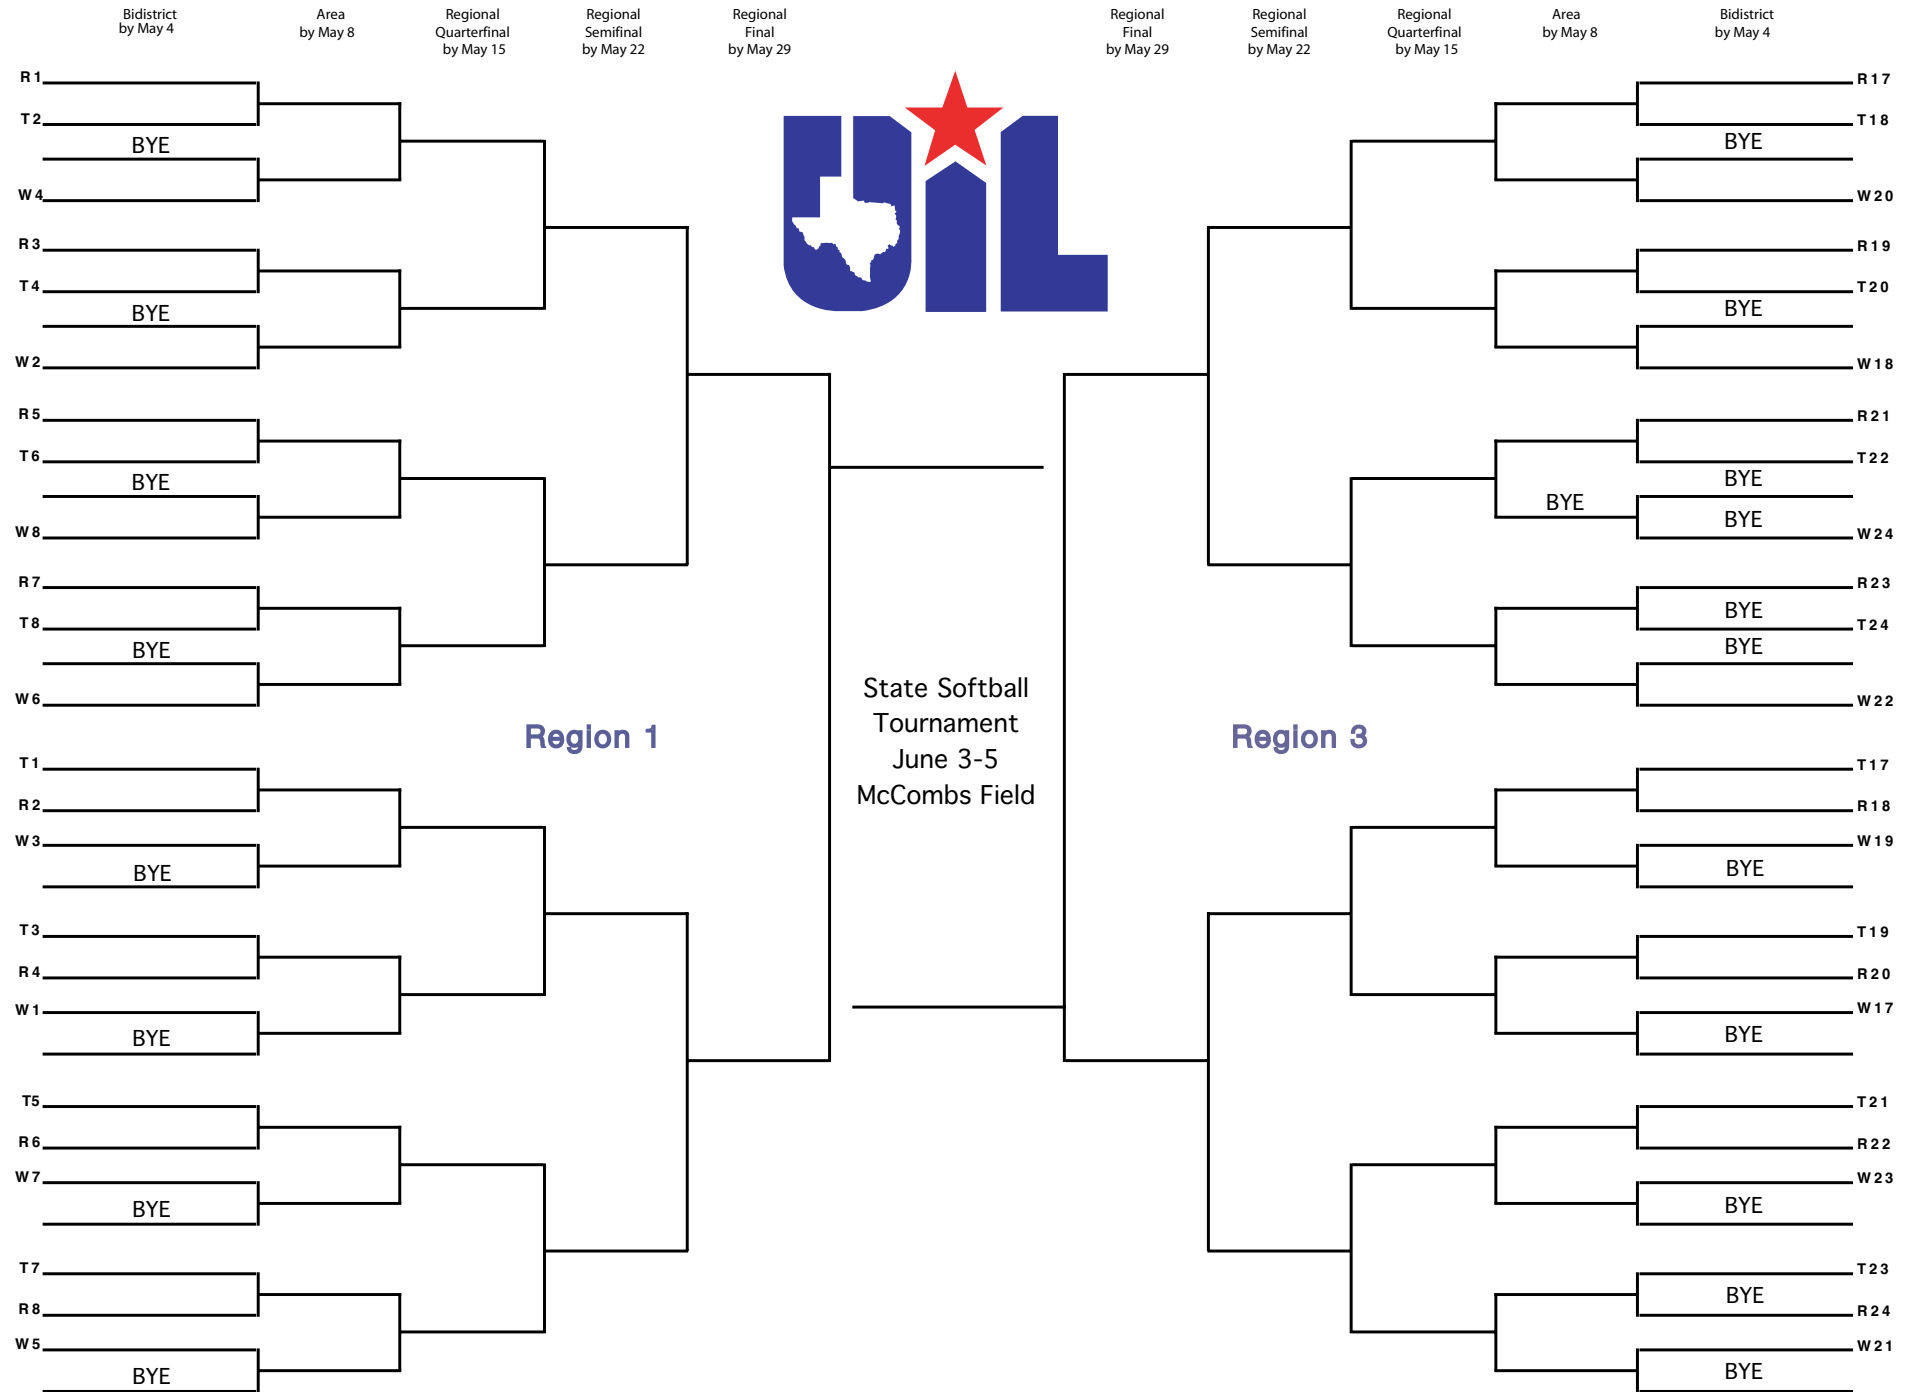 Bidistrict
by May 4
Area
by May 8
Regional
Quarterfinal
by May 15
Regional
Semifinal
by May 22
Regional
Final
by May 29
Regional
Final
by May 29
Regional
Semifinal
by May 22
Regional
Quarterfinal
by May 15
Area
by May 8
Bidistrict
by May 4
UIL
R1
T2
BYE
W4
R3
T4
BYE
W2
R5
T6
BYE
W8
R7
T8
BYE
W6
Region 1
T1
R2
W3
BYE
T3
R4
W1
BYE
T5
R6
W7
BYE
T7
R8
W5
BYE
State Softball
Tournament
June 3-5
McCombs Field
R17
T18
BYE
W20
R19
T20
BYE
W18
R21
T22
BYE
BYE
BYE
W24
R23
BYE
T24
BYE
W22
Region 3
T17
R18
W19
BYE
T19
R20
W17
BYE
T21
R22
W23
BYE
T23
BYE
R24
W21
BYE